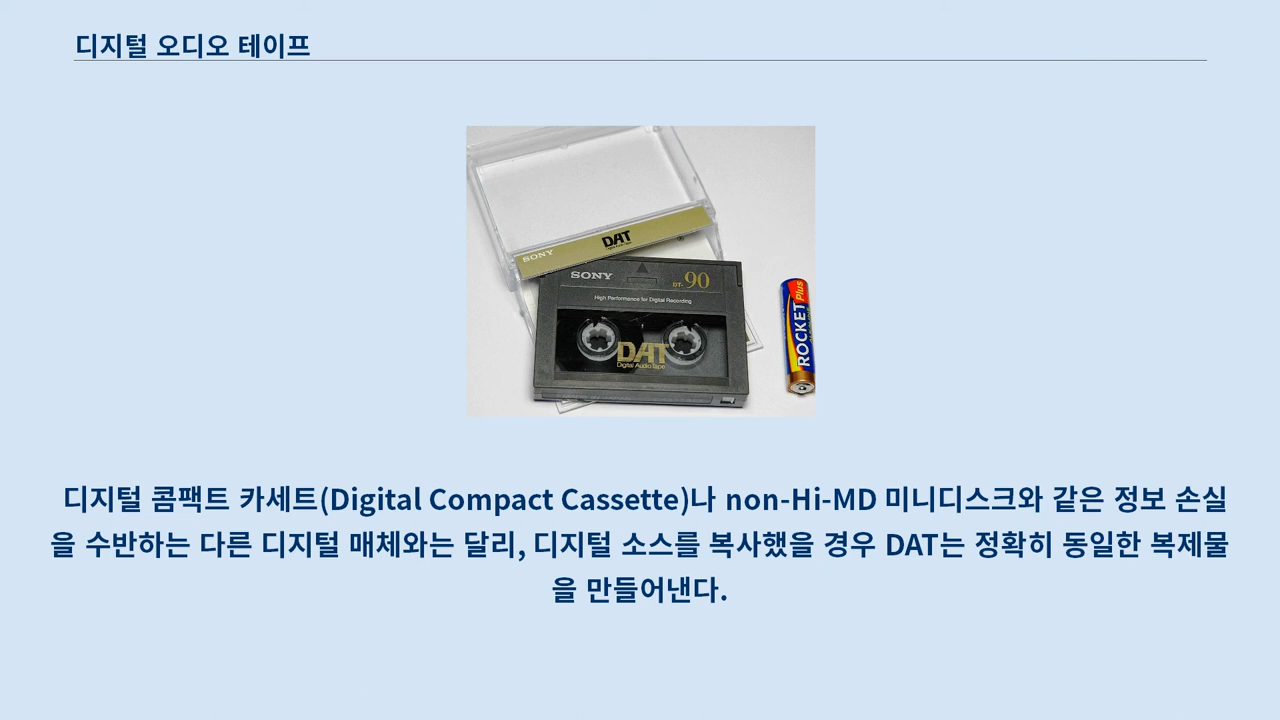 디지털 오디오 테이프
DAT
SONY
SONY
DT-90
High Performance for Digital Recording
DAT
Digital Audio Tape
ROCKET Plus
디지털 콤팩트 카세트(Digital Compact Cassette)나 non-Hi-MD 미니디스크와 같은 정보 손실
을 수반하는 다른 디지털 매체와는 달리, 디지털 소스를 복사했을 경우 DAT는 정확히 동일한 복제물
을 만들어낸다.